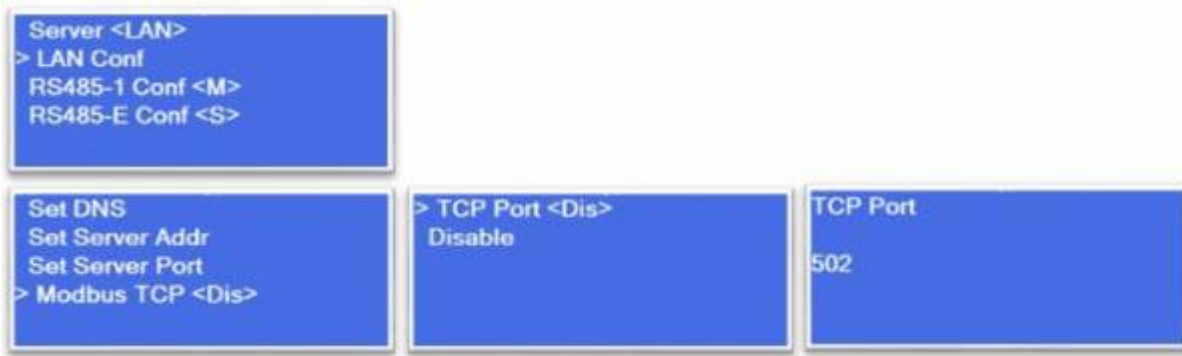 Server <LAN>
> LAN Conf
RS485-1 Conf <M>
RS485-E Conf <S>
Set DNS
Set Server Addr
Set Server Port
> Modbus TCP <Dis>
> TCP Port <Dis>
Disable
TCP Port
502